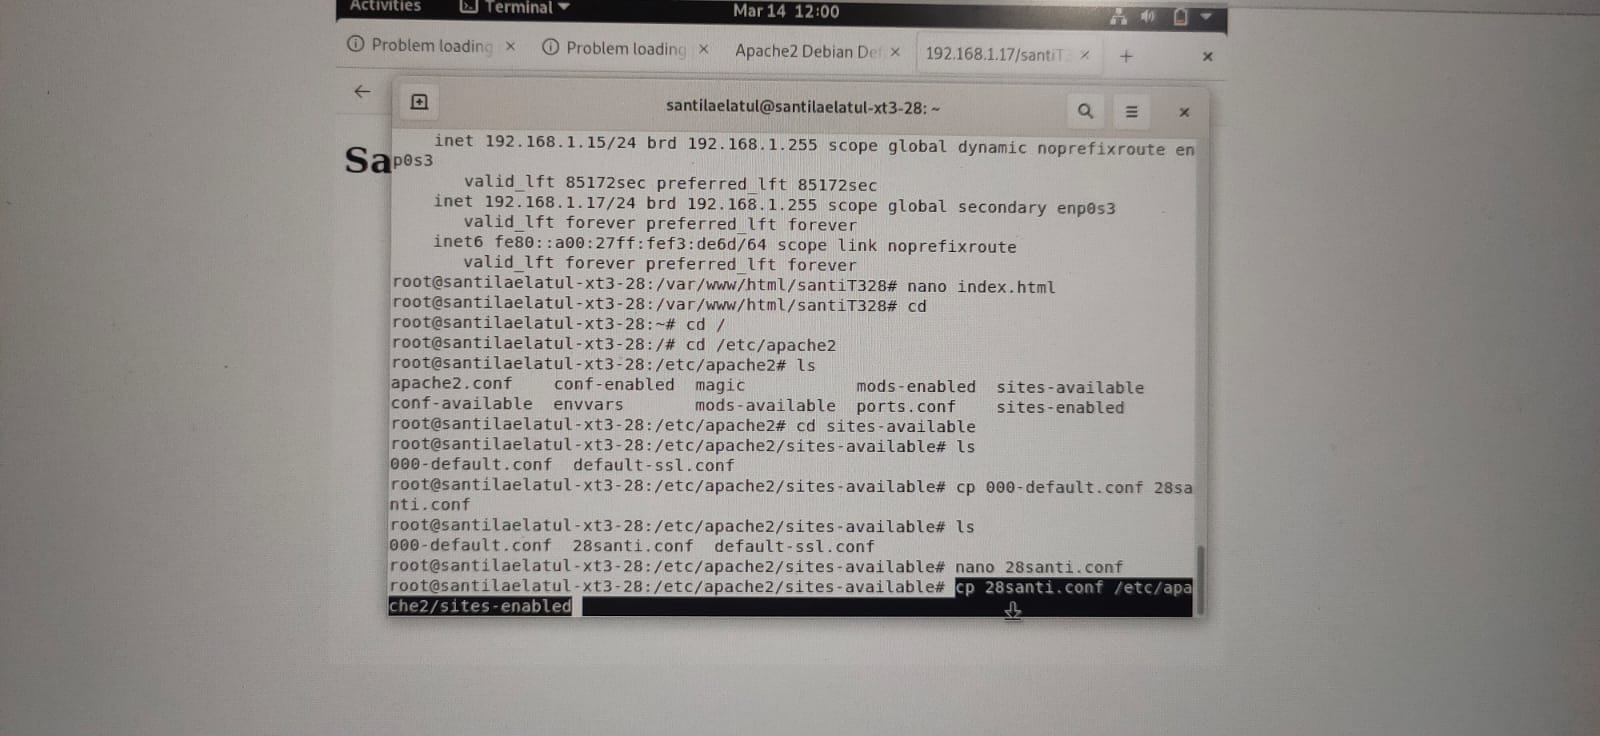 Activities Terminal Mar 14 12:00
Problem loading × Problem loading × Apache2 Debian De × 192.168.1.17/santiT × + ×
santilaelatul@santilaelatul-xt3-28: ~
Sa
inet 192.168.1.15/24 brd 192.168.1.255 scope global dynamic noprefixroute en
p0s3
valid_lft 85172sec preferred_lft 85172sec
inet 192.168.1.17/24 brd 192.168.1.255 scope global secondary enp0s3
valid_lft forever preferred_lft forever
inet6 fe80::a00:27ff:fef3:de6d/64 scope link noprefixroute
valid_lft forever preferred_lft forever
root@santilaelatul-xt3-28:/var/www/html/santiT328# nano index.html
root@santilaelatul-xt3-28:/var/www/html/santiT328# cd
root@santilaelatul-xt3-28:~# cd /
root@santilaelatul-xt3-28:/# cd /etc/apache2
root@santilaelatul-xt3-28:/etc/apache2# ls
apache2.conf conf-enabled magic mods-enabled sites-available
conf-available envvars mods-available ports.conf sites-enabled
root@santilaelatul-xt3-28:/etc/apache2# cd sites-available
root@santilaelatul-xt3-28:/etc/apache2/sites-available# ls
000-default.conf default-ssl.conf
root@santilaelatul-xt3-28:/etc/apache2/sites-available# cp 000-default.conf 28sa
nti.conf
root@santilaelatul-xt3-28:/etc/apache2/sites-available# ls
000-default.conf 28santi.conf default-ssl.conf
root@santilaelatul-xt3-28:/etc/apache2/sites-available# nano 28santi.conf
root@santilaelatul-xt3-28:/etc/apache2/sites-available# cp 28santi.conf /etc/apa
che2/sites-enabled